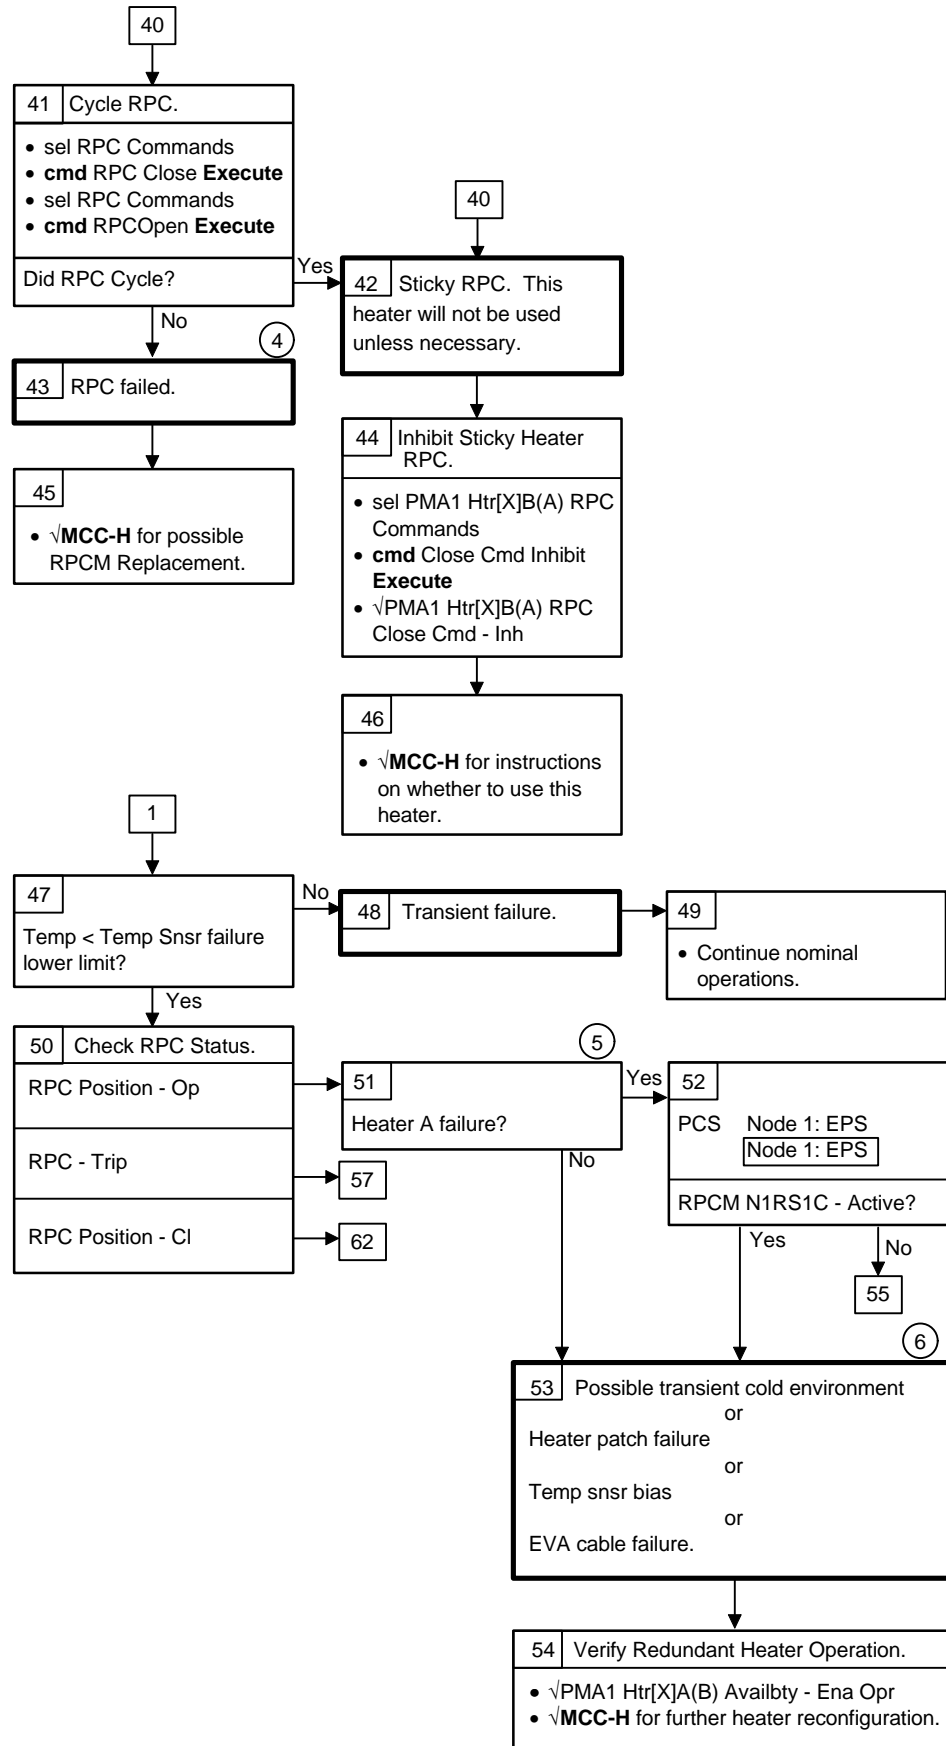 40
41 Cycle RPC.
• sel RPC Commands
• cmd RPC Close Execute
• sel RPC Commands
• cmd RPCOpen Execute
Did RPC Cycle?
Yes
No
40
42 Sticky RPC. This
heater will not be used
unless necessary.
4
43 RPC failed.
44 Inhibit Sticky Heater
RPC.
• sel PMA1 Htr[X]B(A) RPC
Commands
• cmd Close Cmd Inhibit
Execute
• √PMA1 Htr[X]B(A) RPC
Close Cmd - Inh
45
• √MCC-H for possible
RPCM Replacement.
46
• √MCC-H for instructions
on whether to use this
heater.
1
47
Temp < Temp Snsr failure
lower limit?
No
Yes
48 Transient failure.
49
• Continue nominal
operations.
50 Check RPC Status.
RPC Position - Op
RPC - Trip
57
RPC Position - Cl
62
5
51
Heater A failure?
Yes
No
52
PCS Node 1: EPS
Node 1: EPS
RPCM N1RS1C - Active?
Yes
No
55
6
53 Possible transient cold environment
or
Heater patch failure
or
Temp snsr bias
or
EVA cable failure.
54 Verify Redundant Heater Operation.
• √PMA1 Htr[X]A(B) Availbty - Ena Opr
• √MCC-H for further heater reconfiguration.